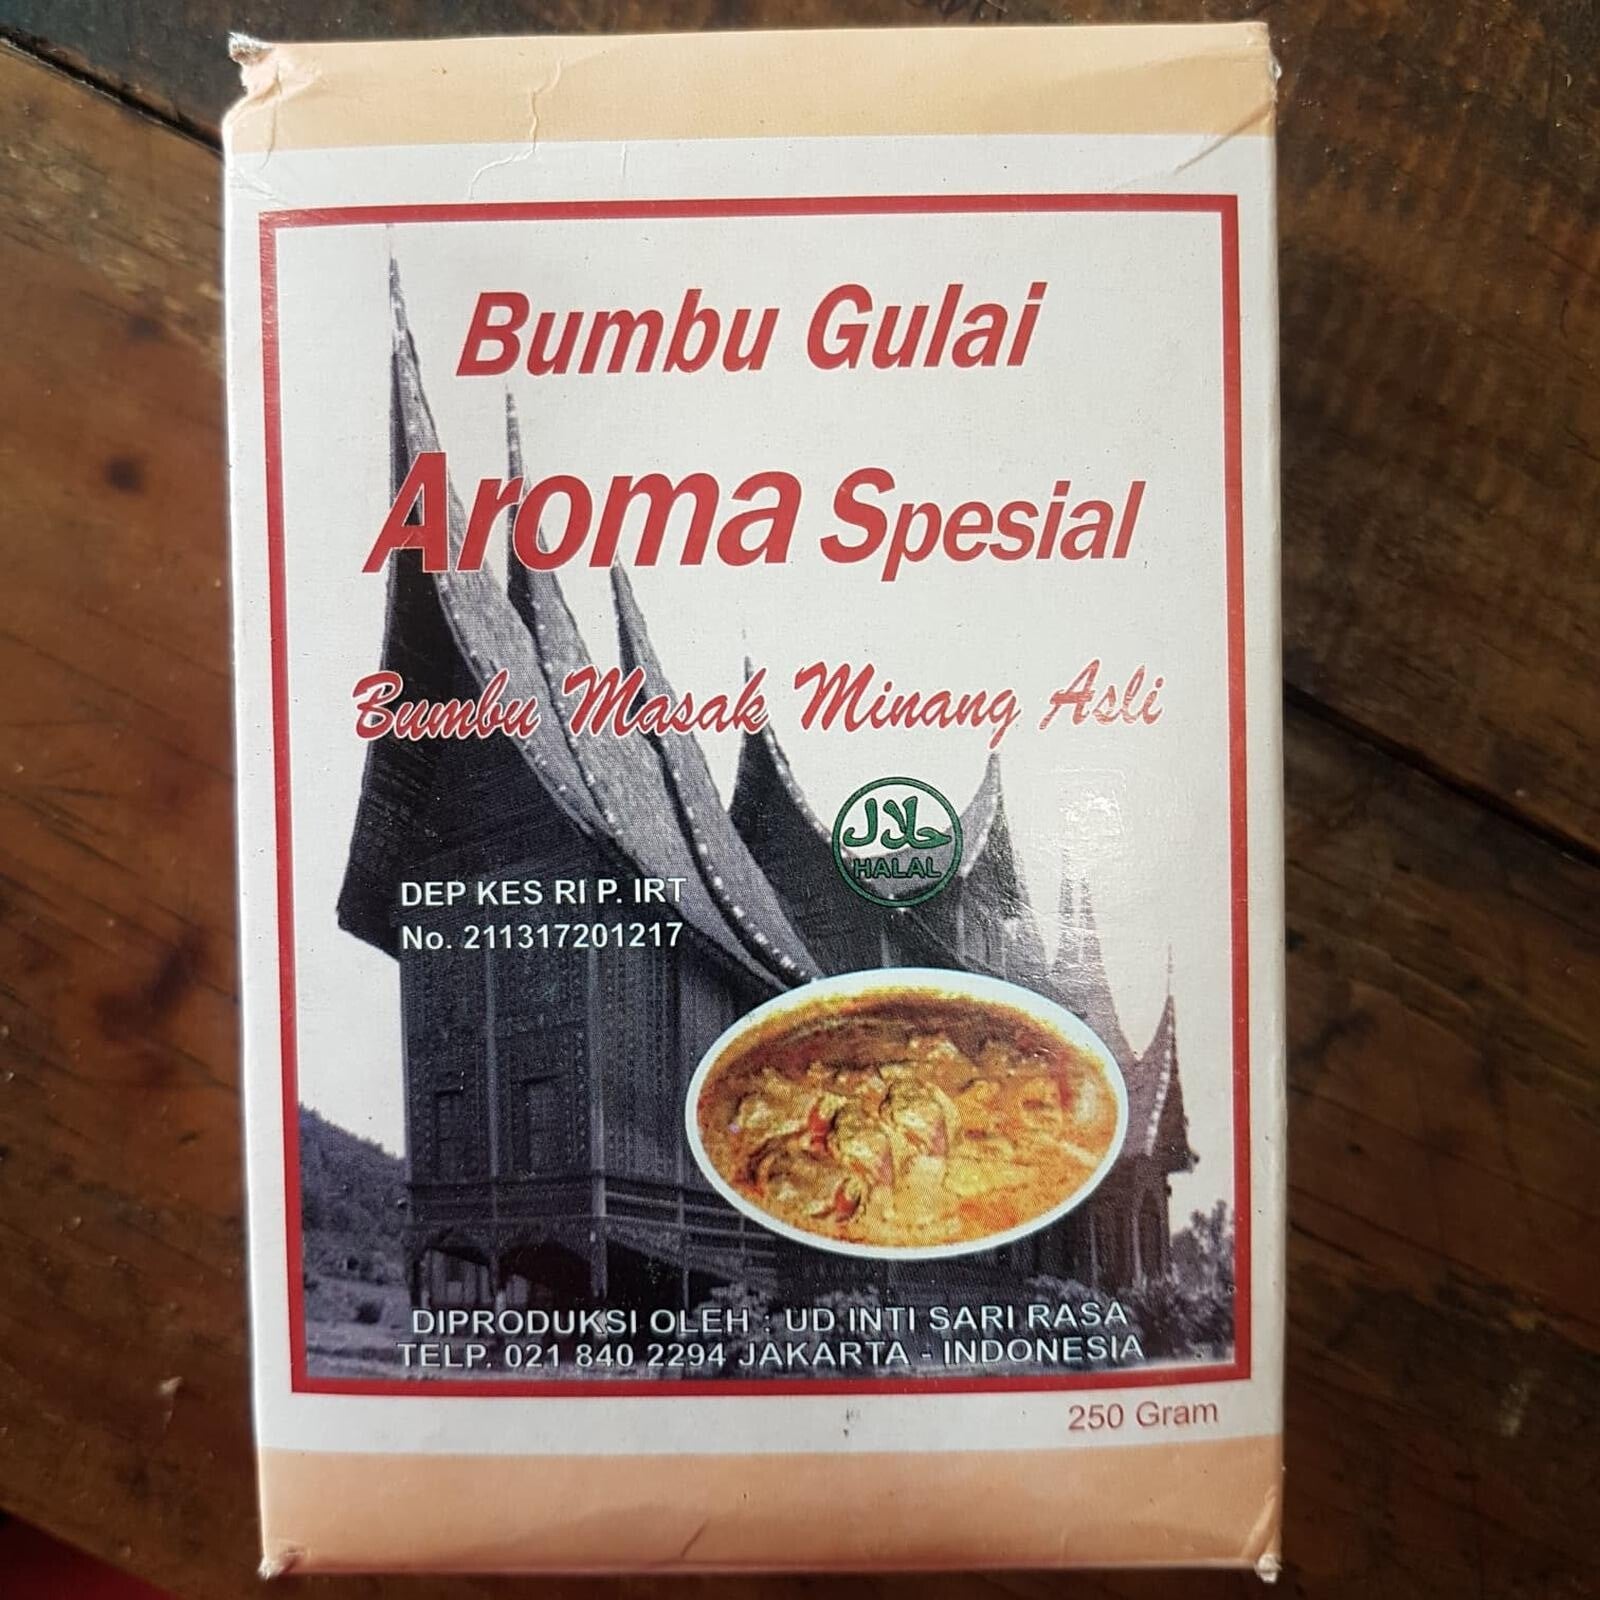 Bumbu Gulai
Aroma Spesial
Bumbu Masak Minang Asli
حلال
HALAL
DEP KES RI P. IRT
No. 211317201217
DIPRODUKSI OLEH : UD INTI SARI RASA
TELP. 021 840 2294 JAKARTA - INDONESIA
250 Gram